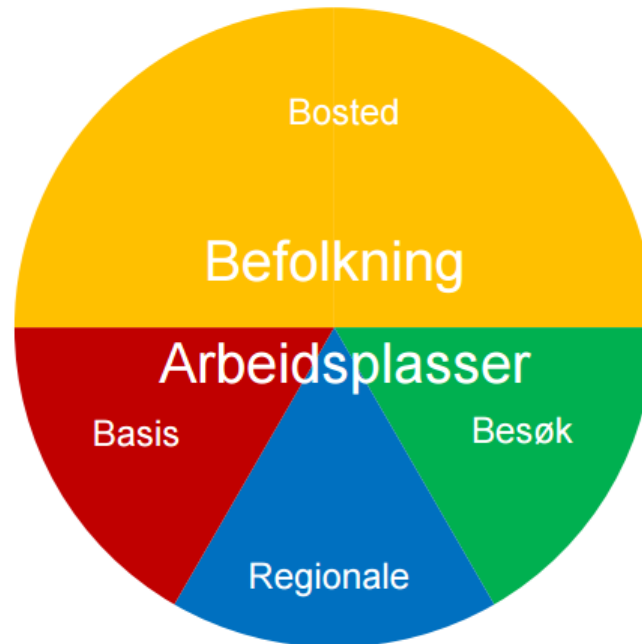 Bosted
Befolkning
Arbeidsplasser
Basis
Besøk
Regionale